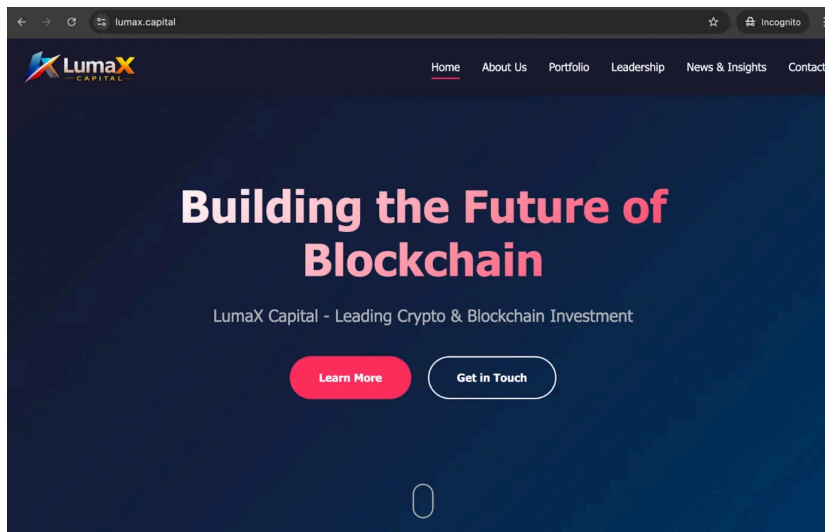 lumax.capital
Incognito
LumaX
CAPITAL
Home About Us Portfolio Leadership News & Insights Contact
Building the Future of
Blockchain
LumaX Capital - Leading Crypto & Blockchain Investment
Learn More Get in Touch